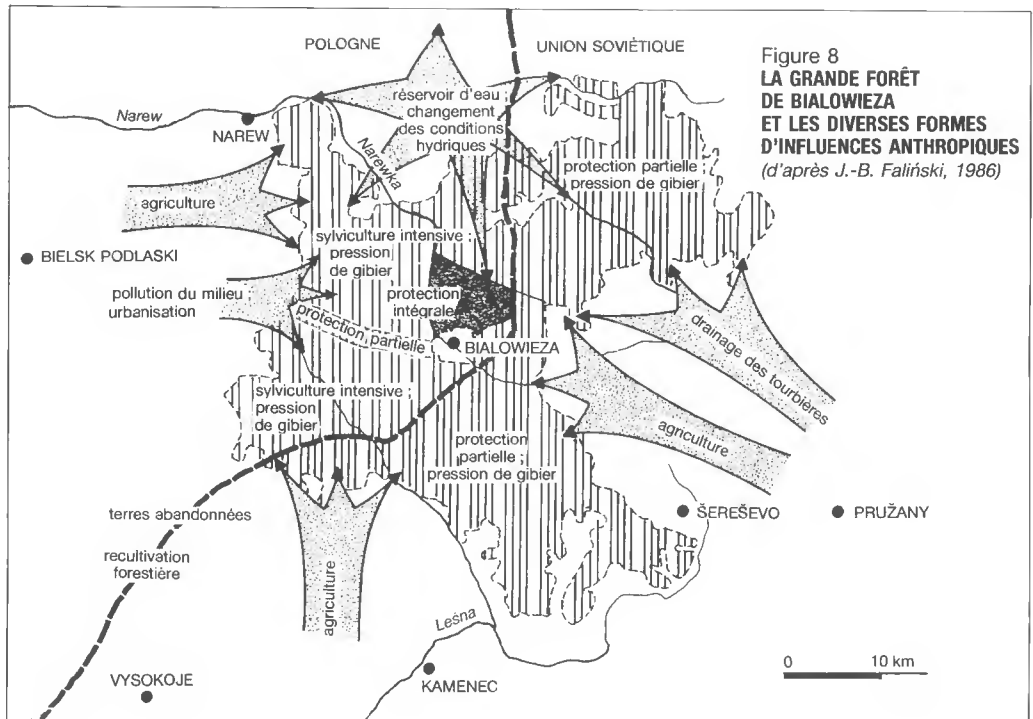 POLOGNE
UNION SOVIÉTIQUE
Figure 8
LA GRANDE FORÊT
DE BIALOWIEZA
ET LES DIVERSES FORMES
D'INFLUENCES ANTHROPIQUES
(d'après J.-B. Faliński, 1986)
réservoir d'eau
changement
des conditions
hydriques
Narew
NAREW
Narewka
protection partielle
pression de gibier
agriculture
BIELSK PODLASKI
sylviculture intensive ;
pression
de gibier
pollution du milieu ;
urbanisation
protection
intégrale
protection partielle
BIALOWIEZA
drainage des tourbières
sylviculture intensive ;
pression
de gibier
agriculture
protection
partielle ;
pression de gibier
terres abandonnées
ŠEREŠEVO
PRUŽANY
recultivation
forestière
agriculture
Leśna
VYSOKOJE
KAMENEC
0
10 km